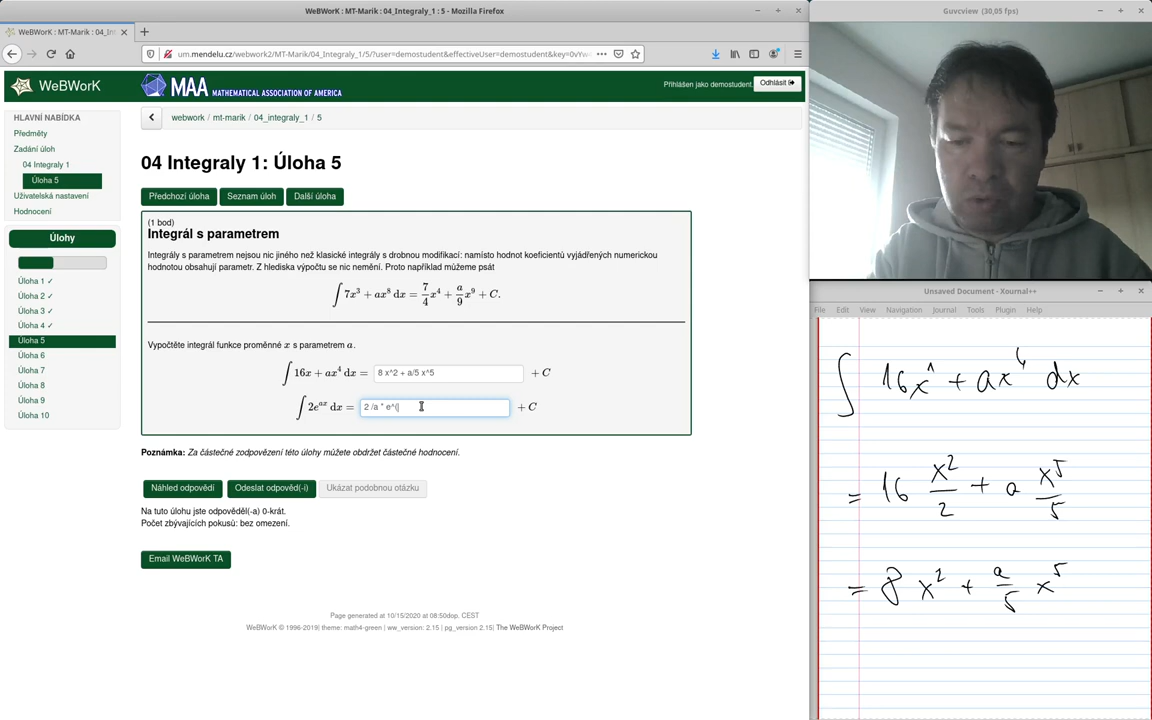 WeBWorK : MT-Marik : 04_Integraly_1 : 5 - Mozilla Firefox
WeBWorK : MT-Marik : 04_Int
um.mendelu.cz/webwork2/MT-Marik/04_Integraly_1/5/?user=demostudent&effectiveUser=demostudent&key=0vY
WeBWorK
MAA MATHEMATICAL ASSOCIATION OF AMERICA
Přihlášen jako demostudent.
Odhlásit
HLAVNÍ NABÍDKA
Předměty
Zadání úloh
04 Integraly 1
Úloha 5
Uživatelská nastavení
Hodnocení
Úlohy
Úloha 1 ✓
Úloha 2 ✓
Úloha 3 ✓
Úloha 4 ✓
Úloha 5
Úloha 6
Úloha 7
Úloha 8
Úloha 9
Úloha 10
webwork / mt-marik / 04_integraly_1 / 5
04 Integraly 1: Úloha 5
Předchozí úloha
Seznam úloh
Další úloha
(1 bod)
Integrál s parametrem
Integrály s parametrem nejsou nic jiného než klasické integrály s drobnou modifikací: namísto hodnot koeficientů vyjádřených numerickou
hodnotou obsahují parametr. Z hlediska výpočtu se nic nemění. Proto například můžeme psát
∫ 7x³ + ax⁸ dx = 7/4 x⁴ + a/9 x⁹ + C.
Vypočtěte integrál funkce proměnné x s parametrem a.
∫ 16x + ax⁴ dx = 8 x^2 + a/5 x^5 + C
∫ 2e^{ax} dx = 2 /a * e^( + C
Poznámka: Za částečné zodpovězení této úlohy můžete obdržet částečné hodnocení.
Náhled odpovědí
Odeslat odpověd(-i)
Ukázat podobnou otázku
Na tuto úlohu jste odpověděl(-a) 0-krát.
Počet zbývajících pokusů: bez omezení.
Email WeBWorK TA
Page generated at 10/15/2020 at 08:50dop. CEST
WeBWorK © 1996-2019| theme: math4-green | ww_version: 2.15 | pg_version 2.15| The WeBWorK Project
Guvcview (30,05 fps)
Unsaved Document - Xournal++
File Edit View Navigation Journal Tools Plugin Help
∫ 16x¹ + ax⁴ dx
= 16 x²/2 + a x⁵/5
= 8 x² + a/5 x⁵